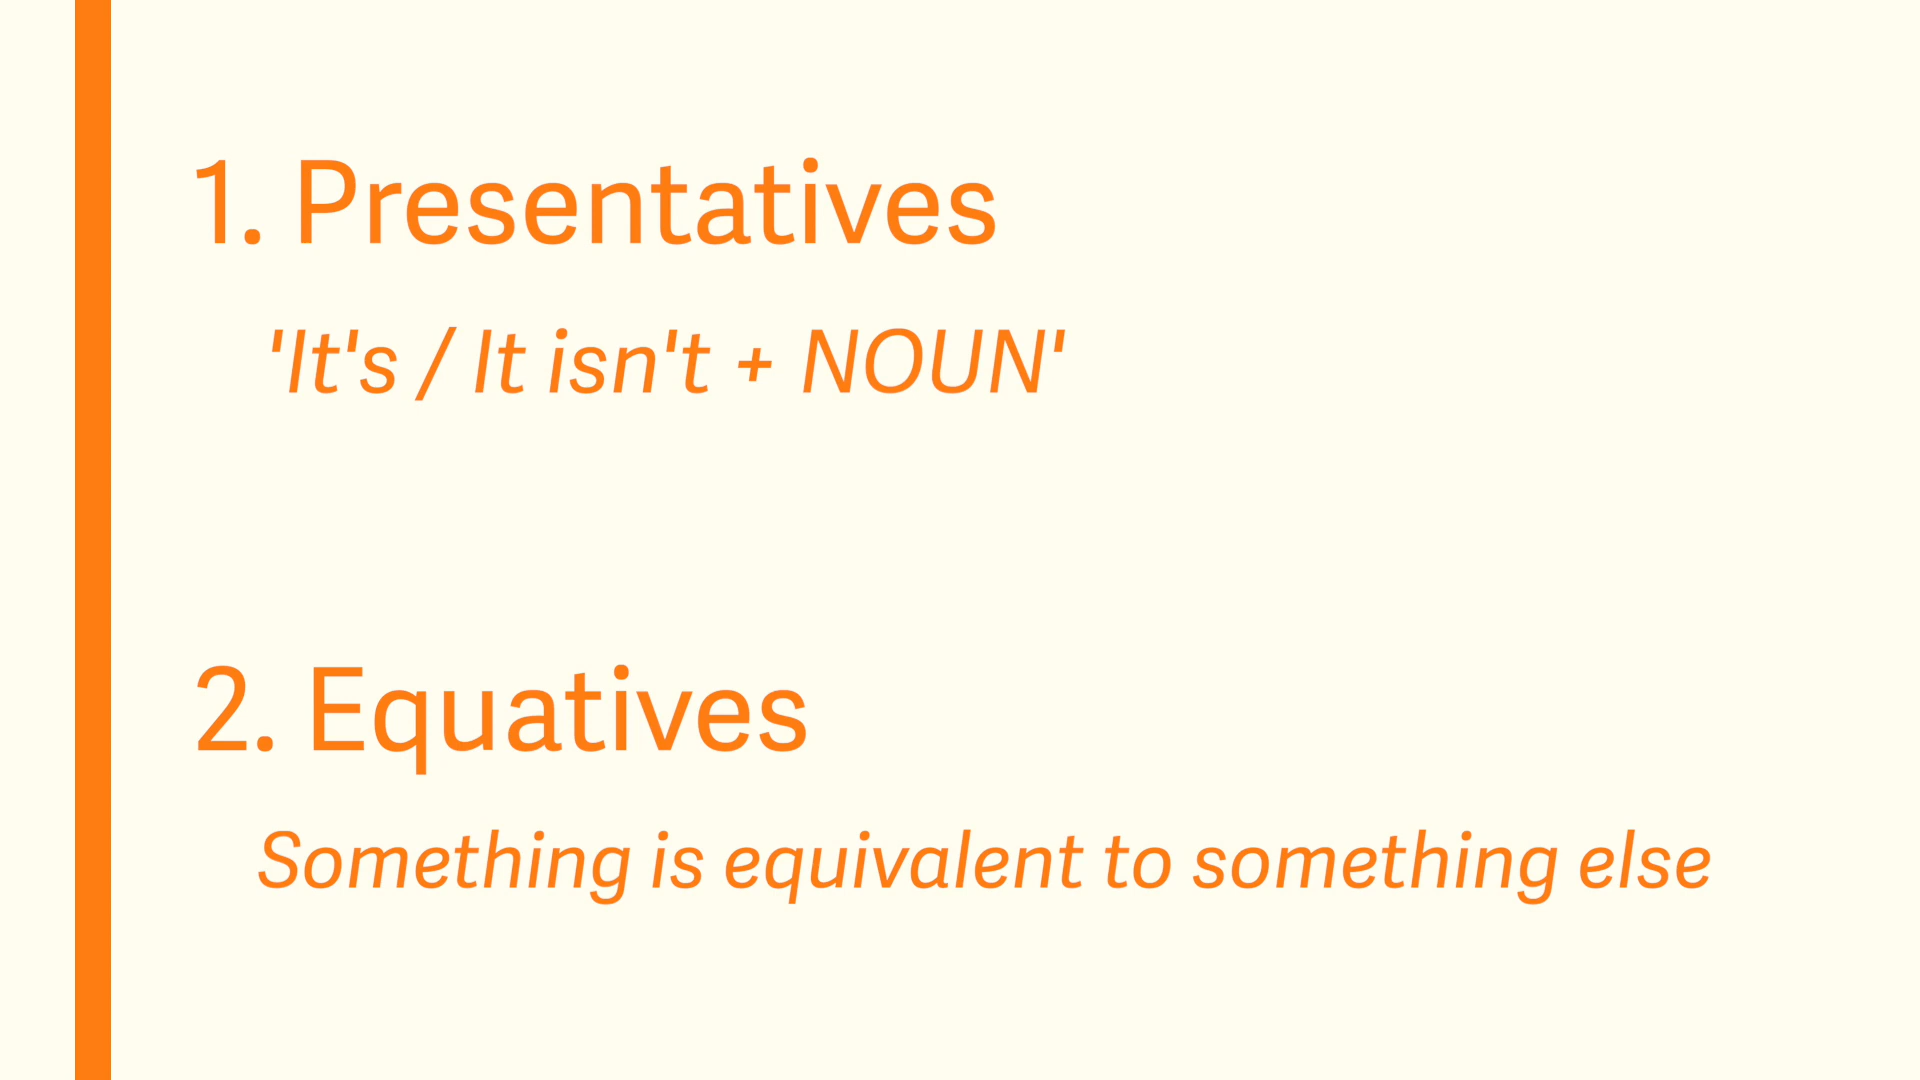 1. Presentatives
'It's / It isn't + NOUN'
2. Equatives
Something is equivalent to something else